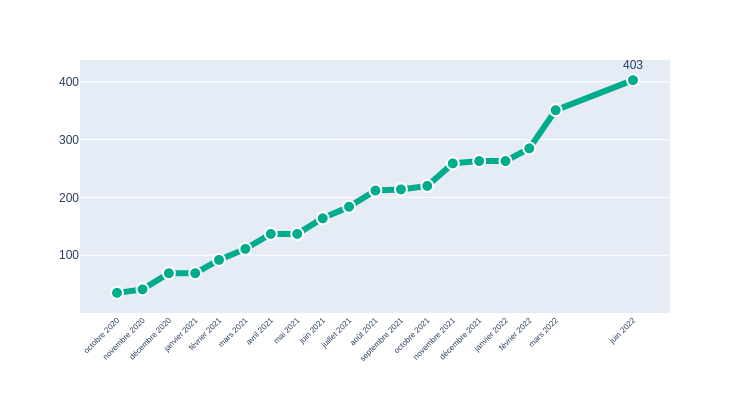 403
400
300
200
100
octobre 2020
novembre 2020
décembre 2020
janvier 2021
février 2021
mars 2021
avril 2021
mai 2021
juin 2021
juillet 2021
août 2021
septembre 2021
octobre 2021
novembre 2021
décembre 2021
janvier 2022
février 2022
mars 2022
juin 2022